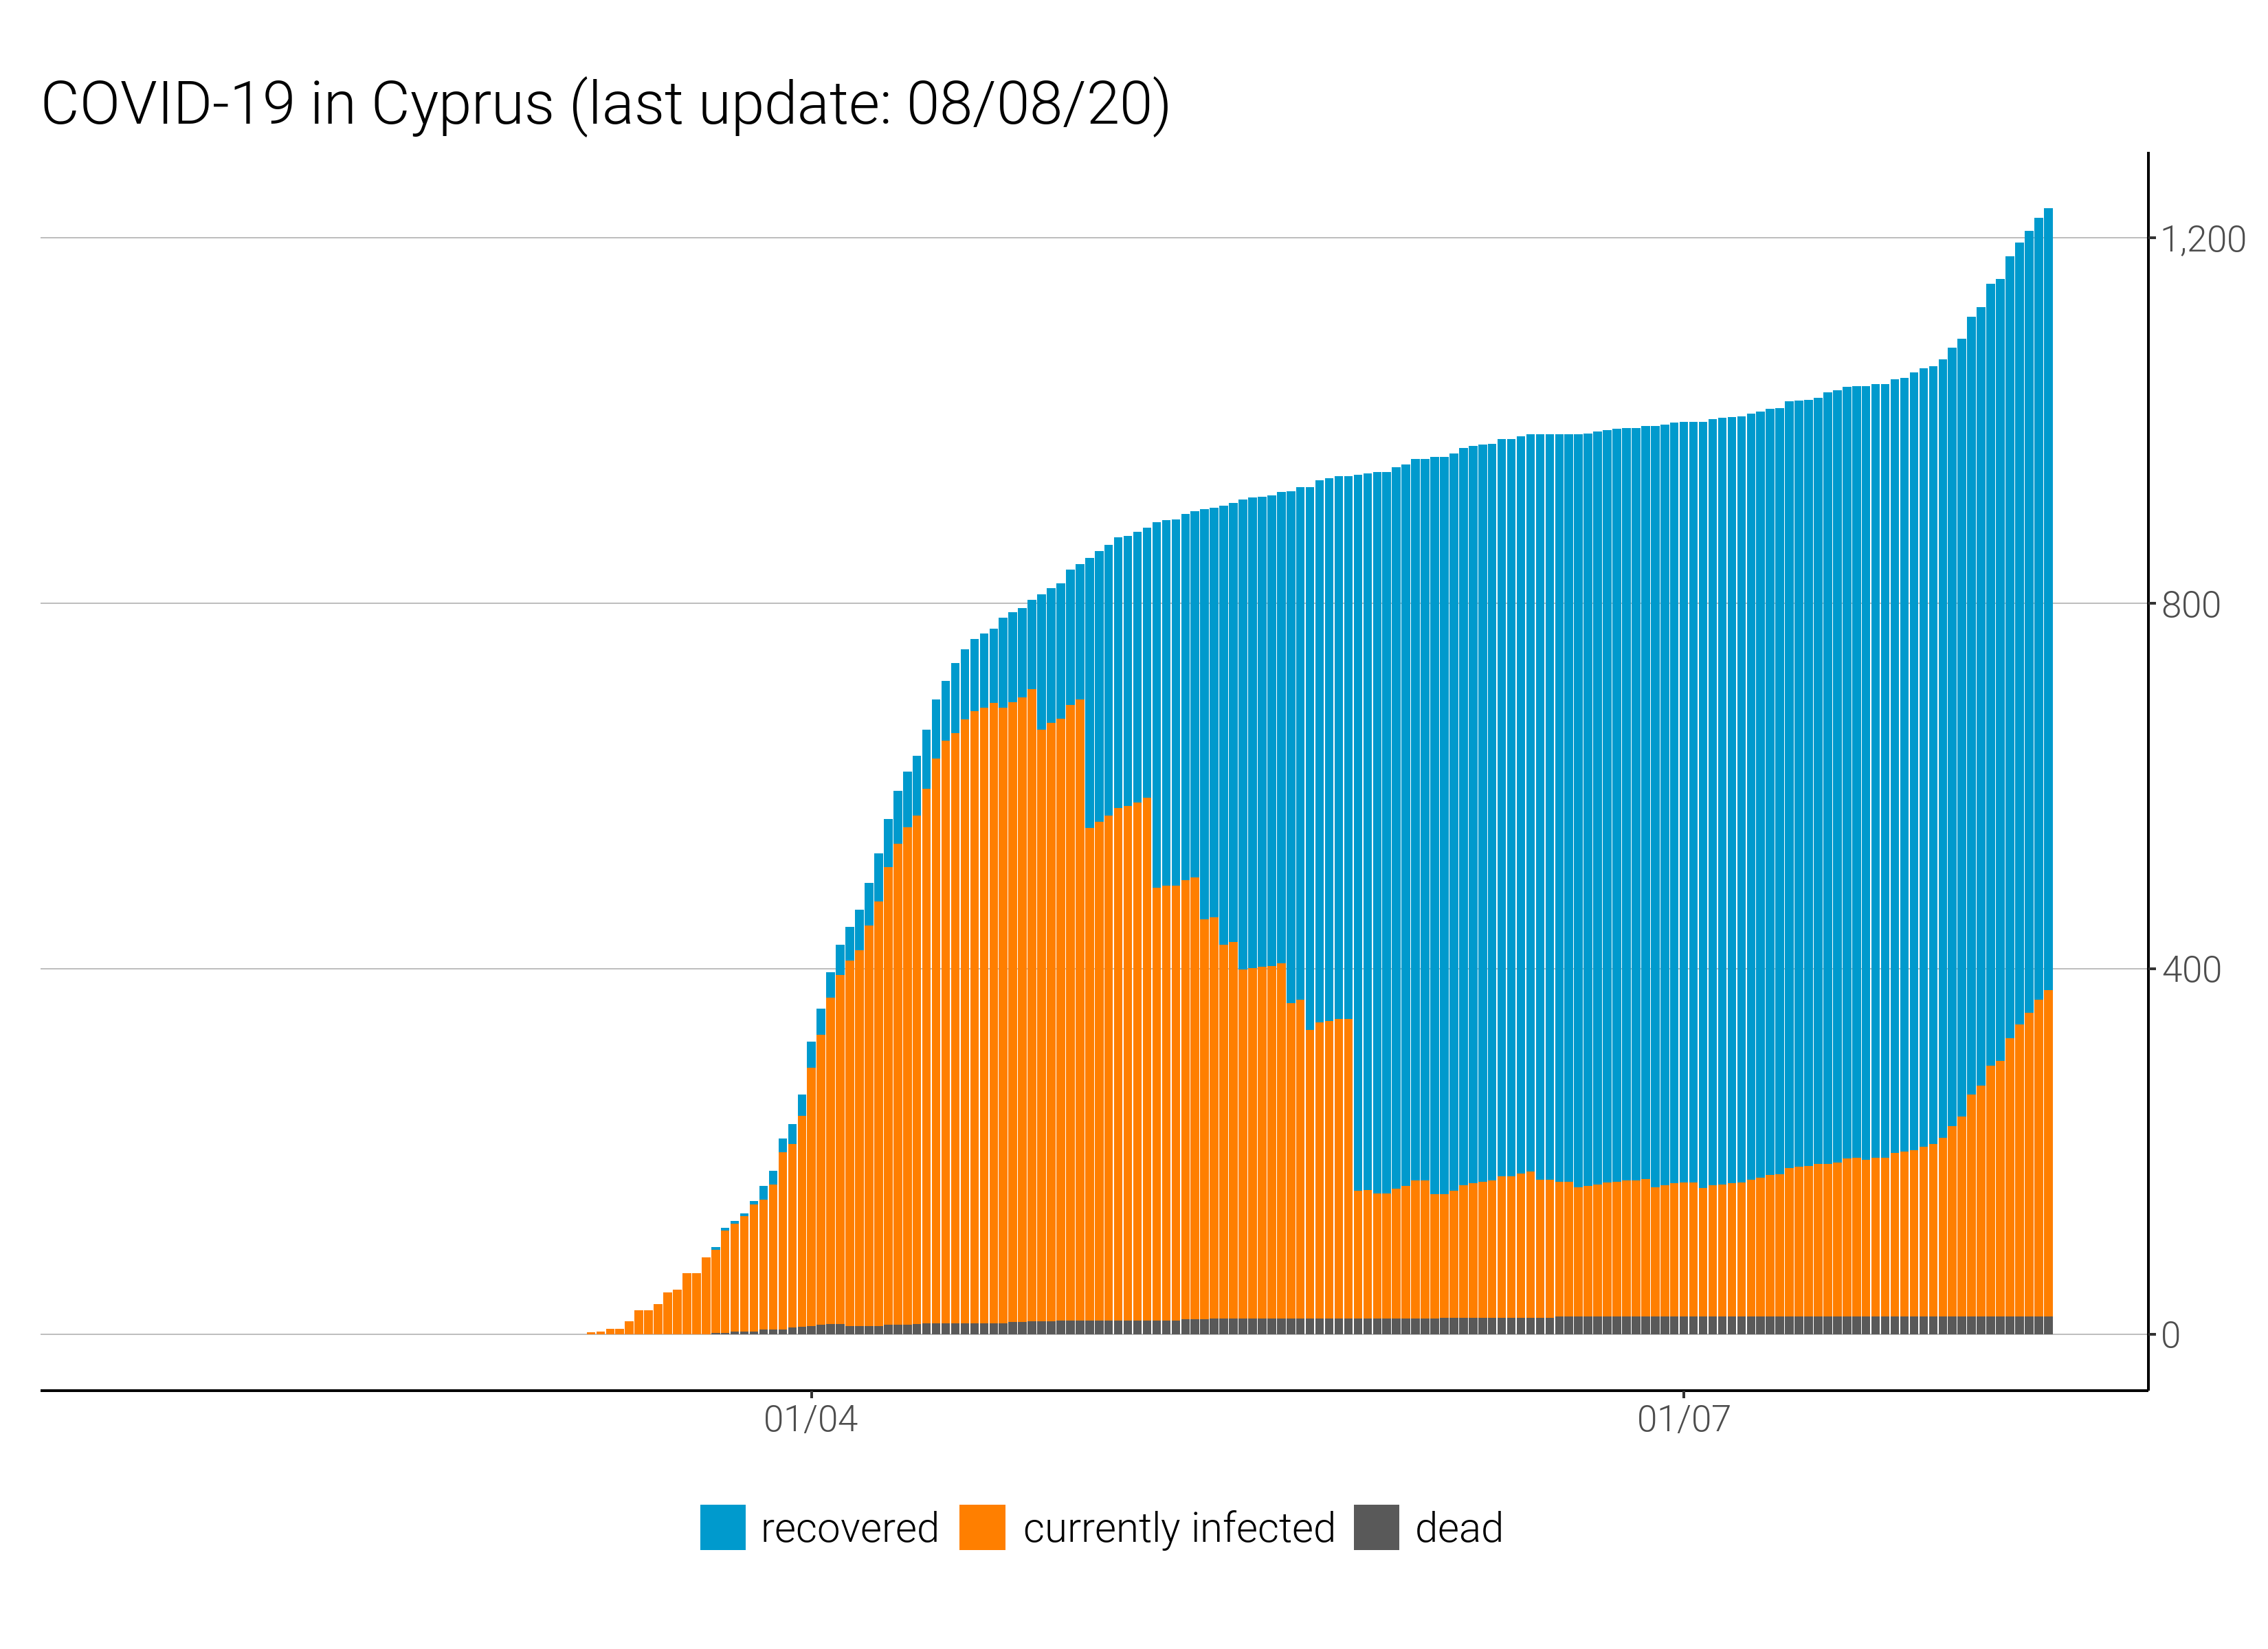 COVID-19 in Cyprus (last update: 08/08/20)
1,200
800
400
0
01/04 01/07
recovered currently infected dead